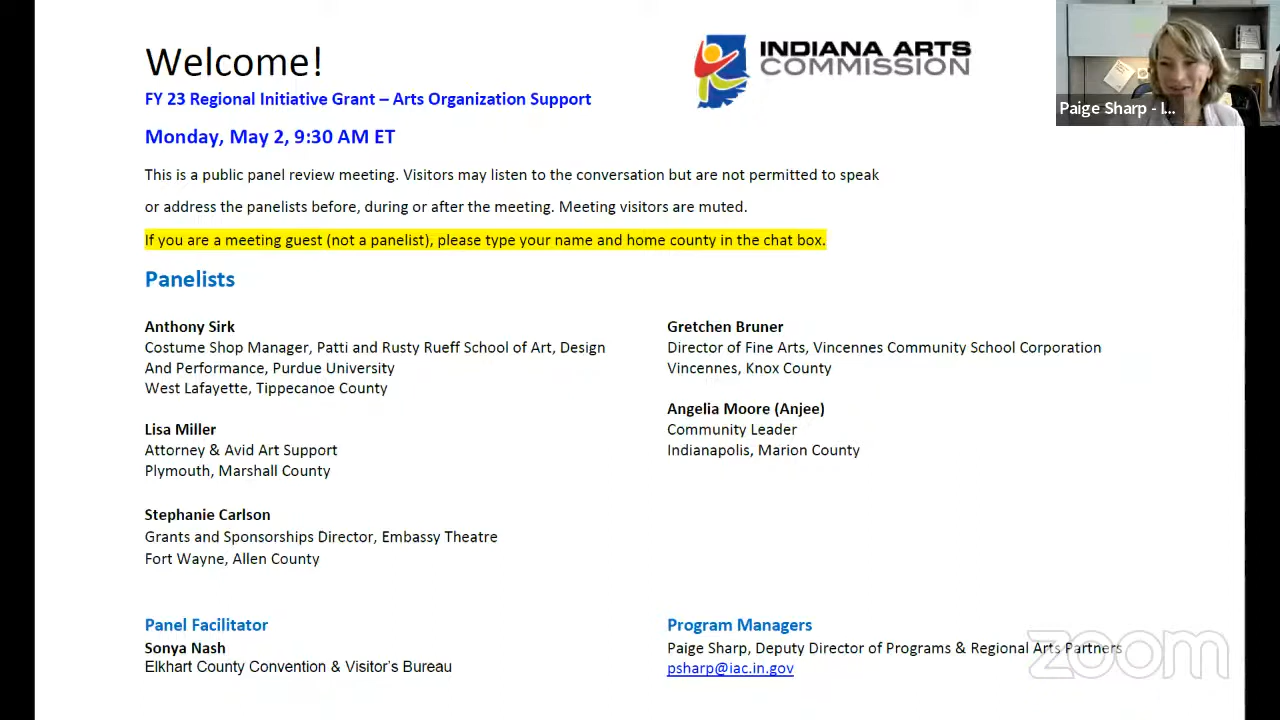 Welcome!
INDIANA ARTS
COMMISSION
Paige Sharp - I...
FY 23 Regional Initiative Grant – Arts Organization Support
Monday, May 2, 9:30 AM ET
This is a public panel review meeting. Visitors may listen to the conversation but are not permitted to speak
or address the panelists before, during or after the meeting. Meeting visitors are muted.
If you are a meeting guest (not a panelist), please type your name and home county in the chat box.
Panelists
Anthony Sirk
Costume Shop Manager, Patti and Rusty Rueff School of Art, Design
And Performance, Purdue University
West Lafayette, Tippecanoe County
Lisa Miller
Attorney & Avid Art Support
Plymouth, Marshall County
Stephanie Carlson
Grants and Sponsorships Director, Embassy Theatre
Fort Wayne, Allen County
Gretchen Bruner
Director of Fine Arts, Vincennes Community School Corporation
Vincennes, Knox County
Angelia Moore (Anjee)
Community Leader
Indianapolis, Marion County
Panel Facilitator
Sonya Nash
Elkhart County Convention & Visitor's Bureau
Program Managers
Paige Sharp, Deputy Director of Programs & Regional Arts Partners
psharp@iac.in.gov
zoom